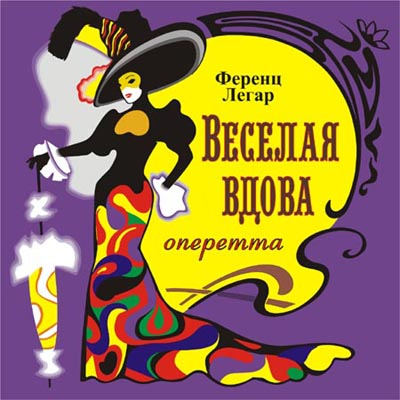 Ференц
Легар
Веселая
вдова
оперетта